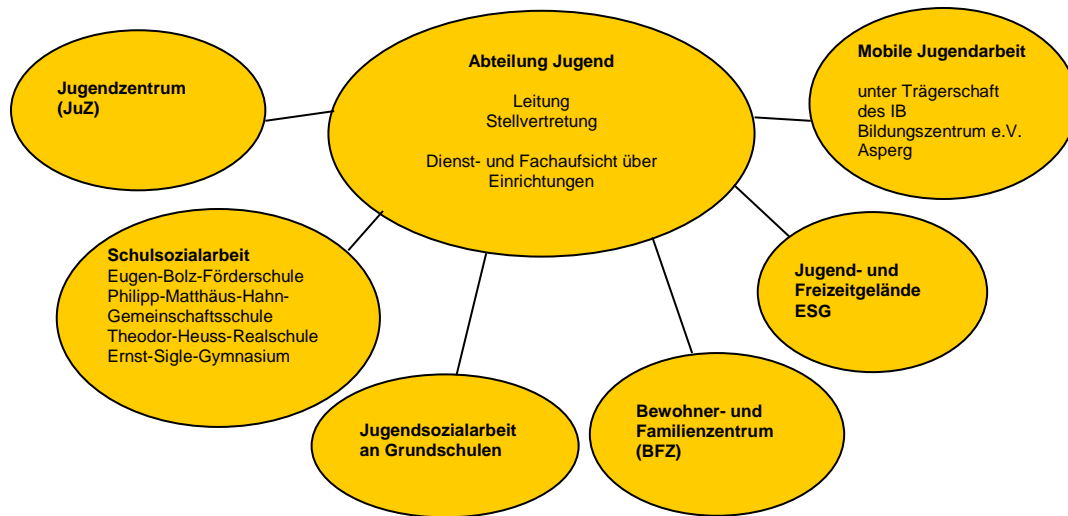 Abteilung Jugend
Leitung
Stellvertretung
Dienst- und Fachaufsicht über
Einrichtungen
Jugendzentrum
(JuZ)
Mobile Jugendarbeit
unter Trägerschaft
des IB
Bildungszentrum e.V.
Asperg
Schulsozialarbeit
Eugen-Bolz-Förderschule
Philipp-Matthäus-Hahn-
Gemeinschaftsschule
Theodor-Heuss-Realschule
Ernst-Sigle-Gymnasium
Jugend- und
Freizeitgelände
ESG
Jugendsozialarbeit
an Grundschulen
Bewohner- und
Familienzentrum
(BFZ)